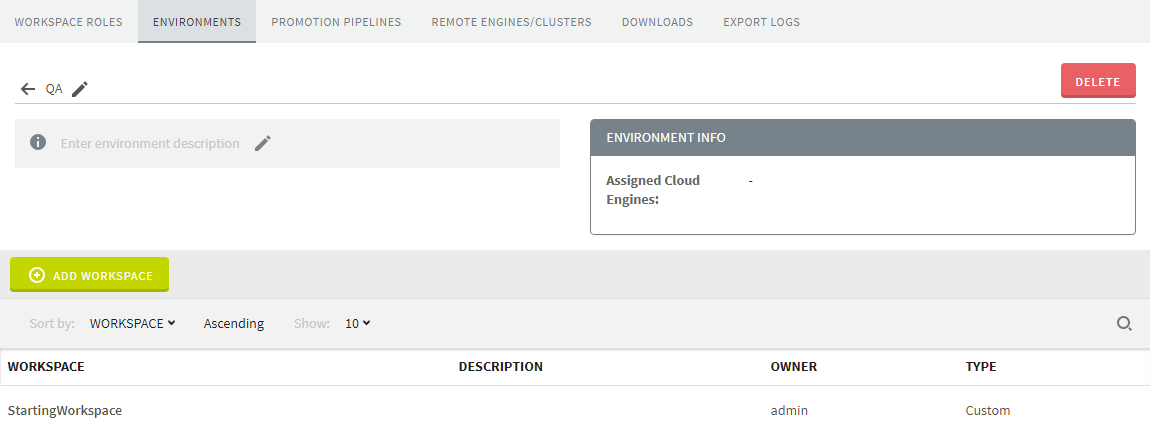 WORKSPACE ROLES ENVIRONMENTS PROMOTION PIPELINES REMOTE ENGINES/CLUSTERS DOWNLOADS EXPORT LOGS
QA
DELETE
Enter environment description
ENVIRONMENT INFO
Assigned Cloud -
Engines:
ADD WORKSPACE
Sort by: WORKSPACE Ascending Show: 10
WORKSPACE DESCRIPTION OWNER TYPE
StartingWorkspace admin Custom